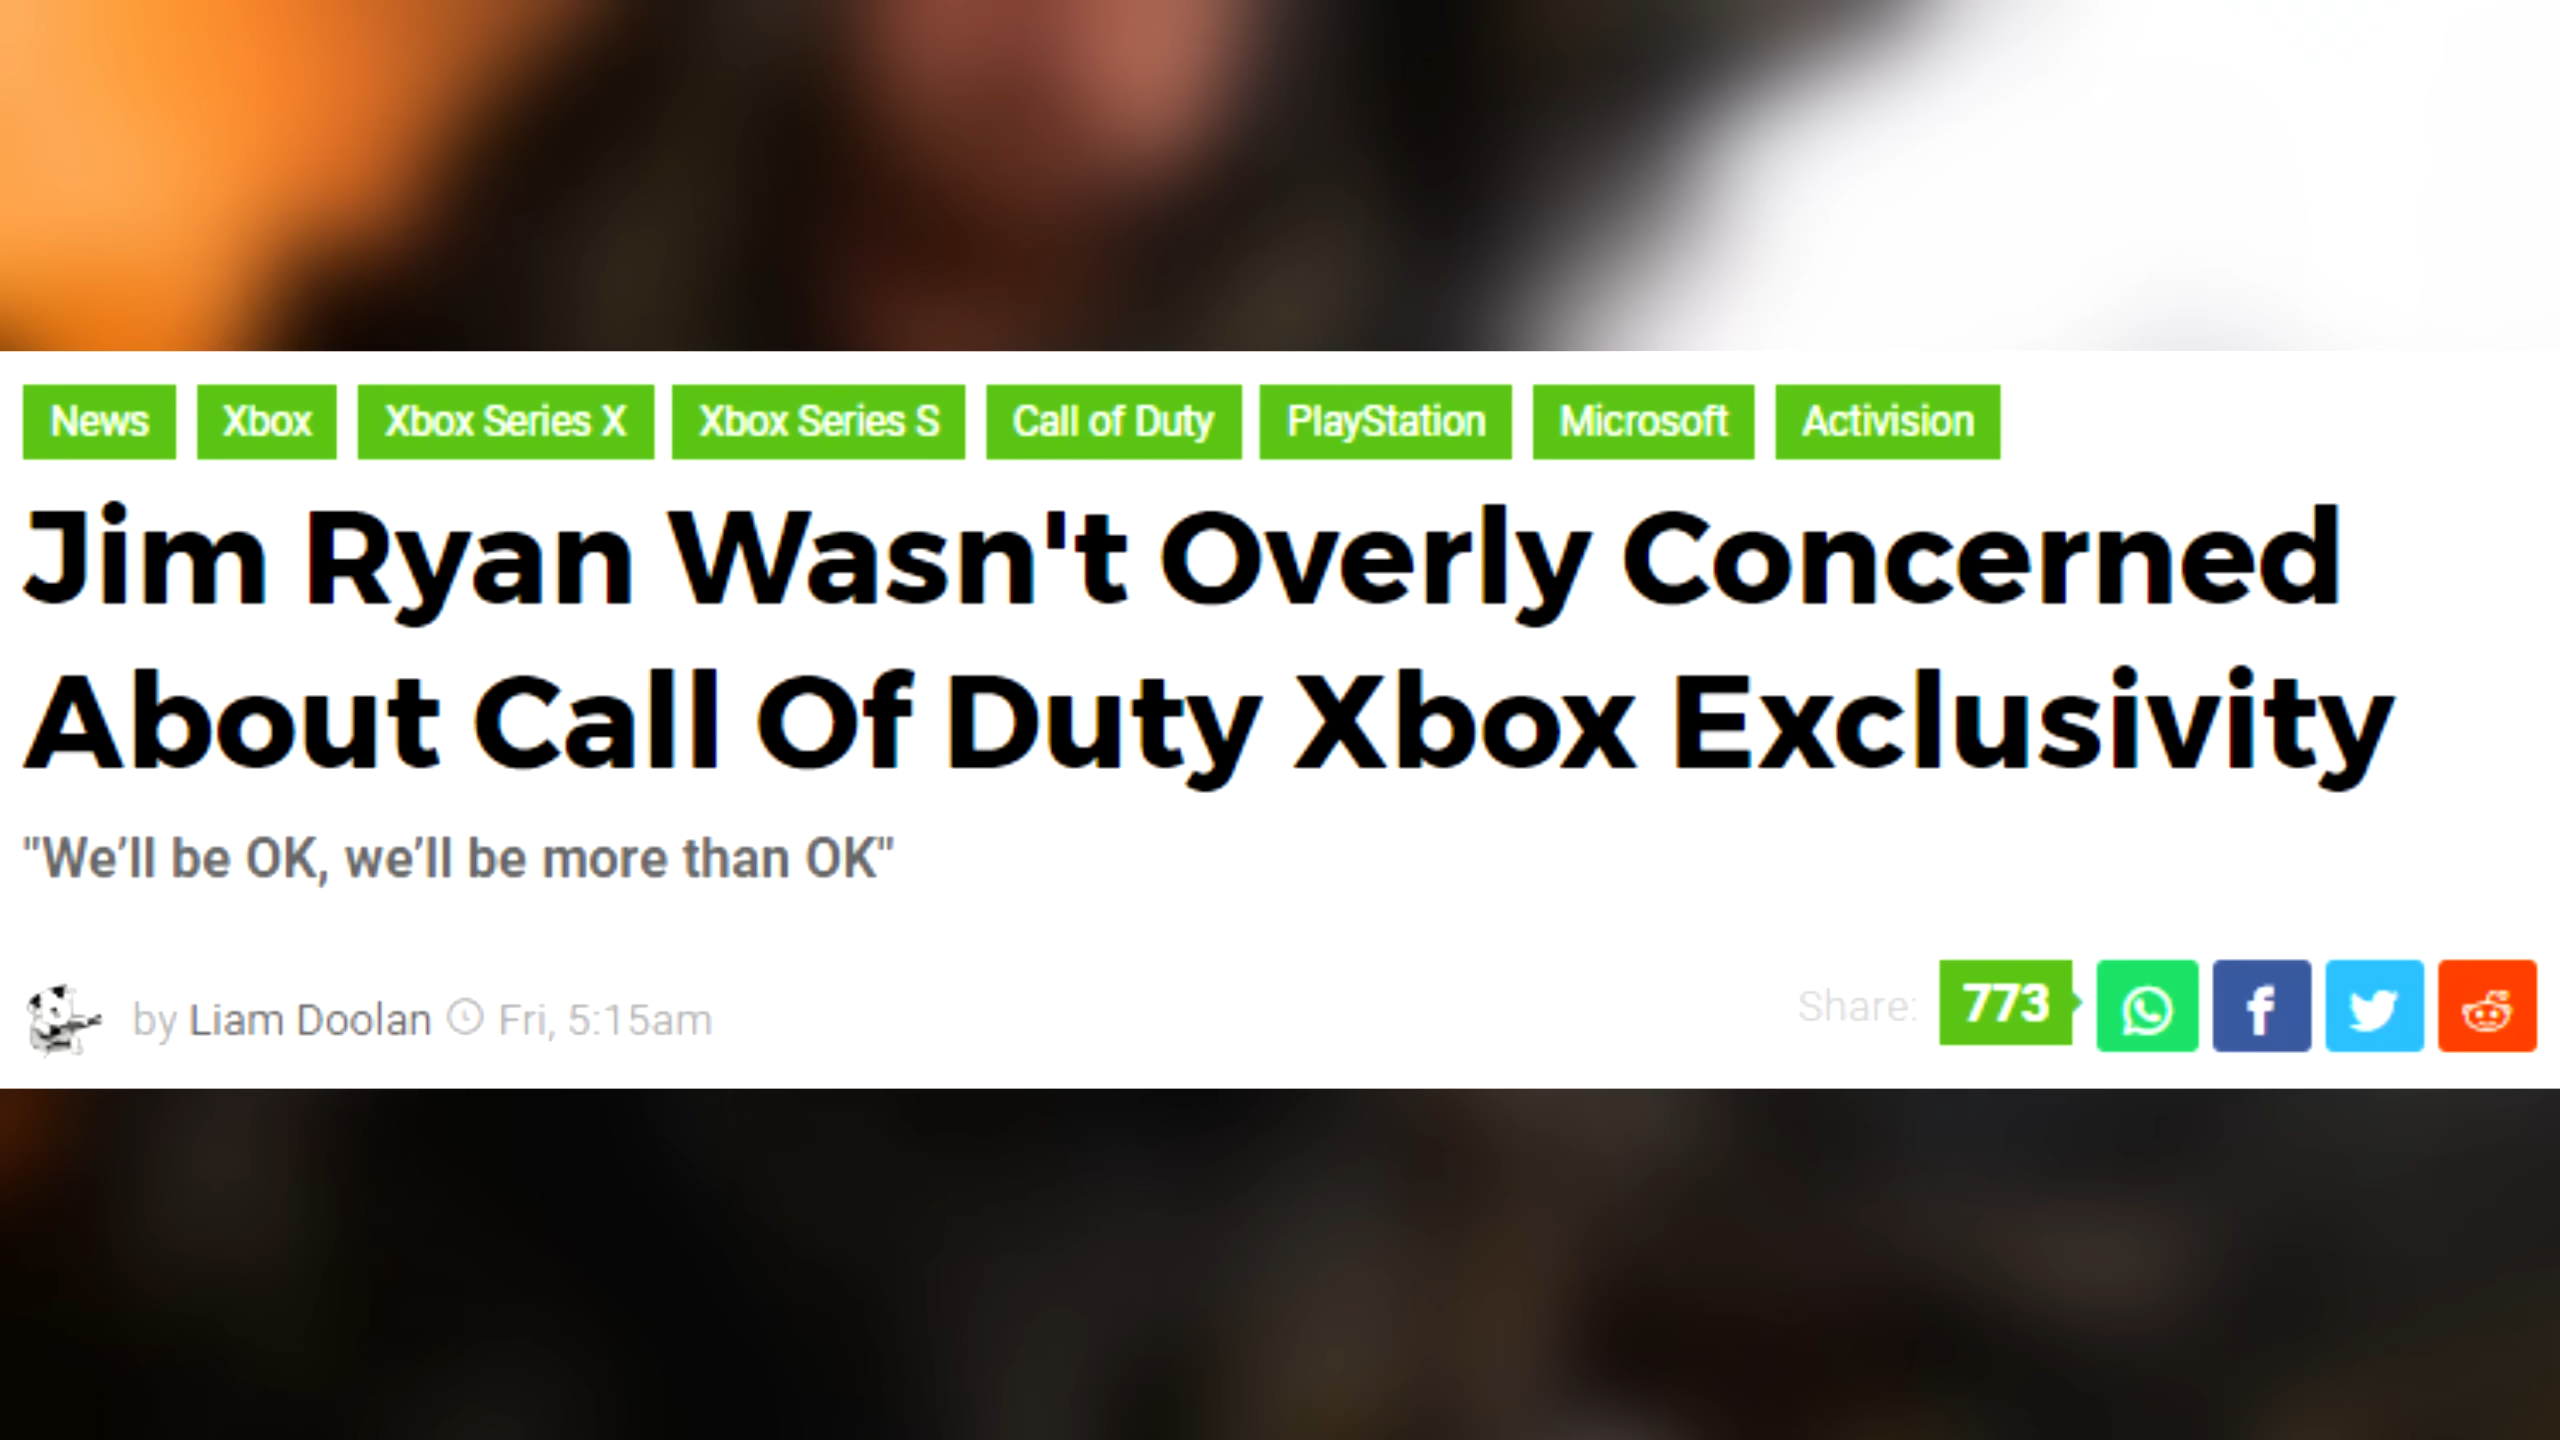 News Xbox Xbox Series X Xbox Series S Call of Duty PlayStation Microsoft Activision
Jim Ryan Wasn't Overly Concerned
About Call Of Duty Xbox Exclusivity
"We’ll be OK, we’ll be more than OK"
by Liam Doolan Fri, 5:15am
Share: 773